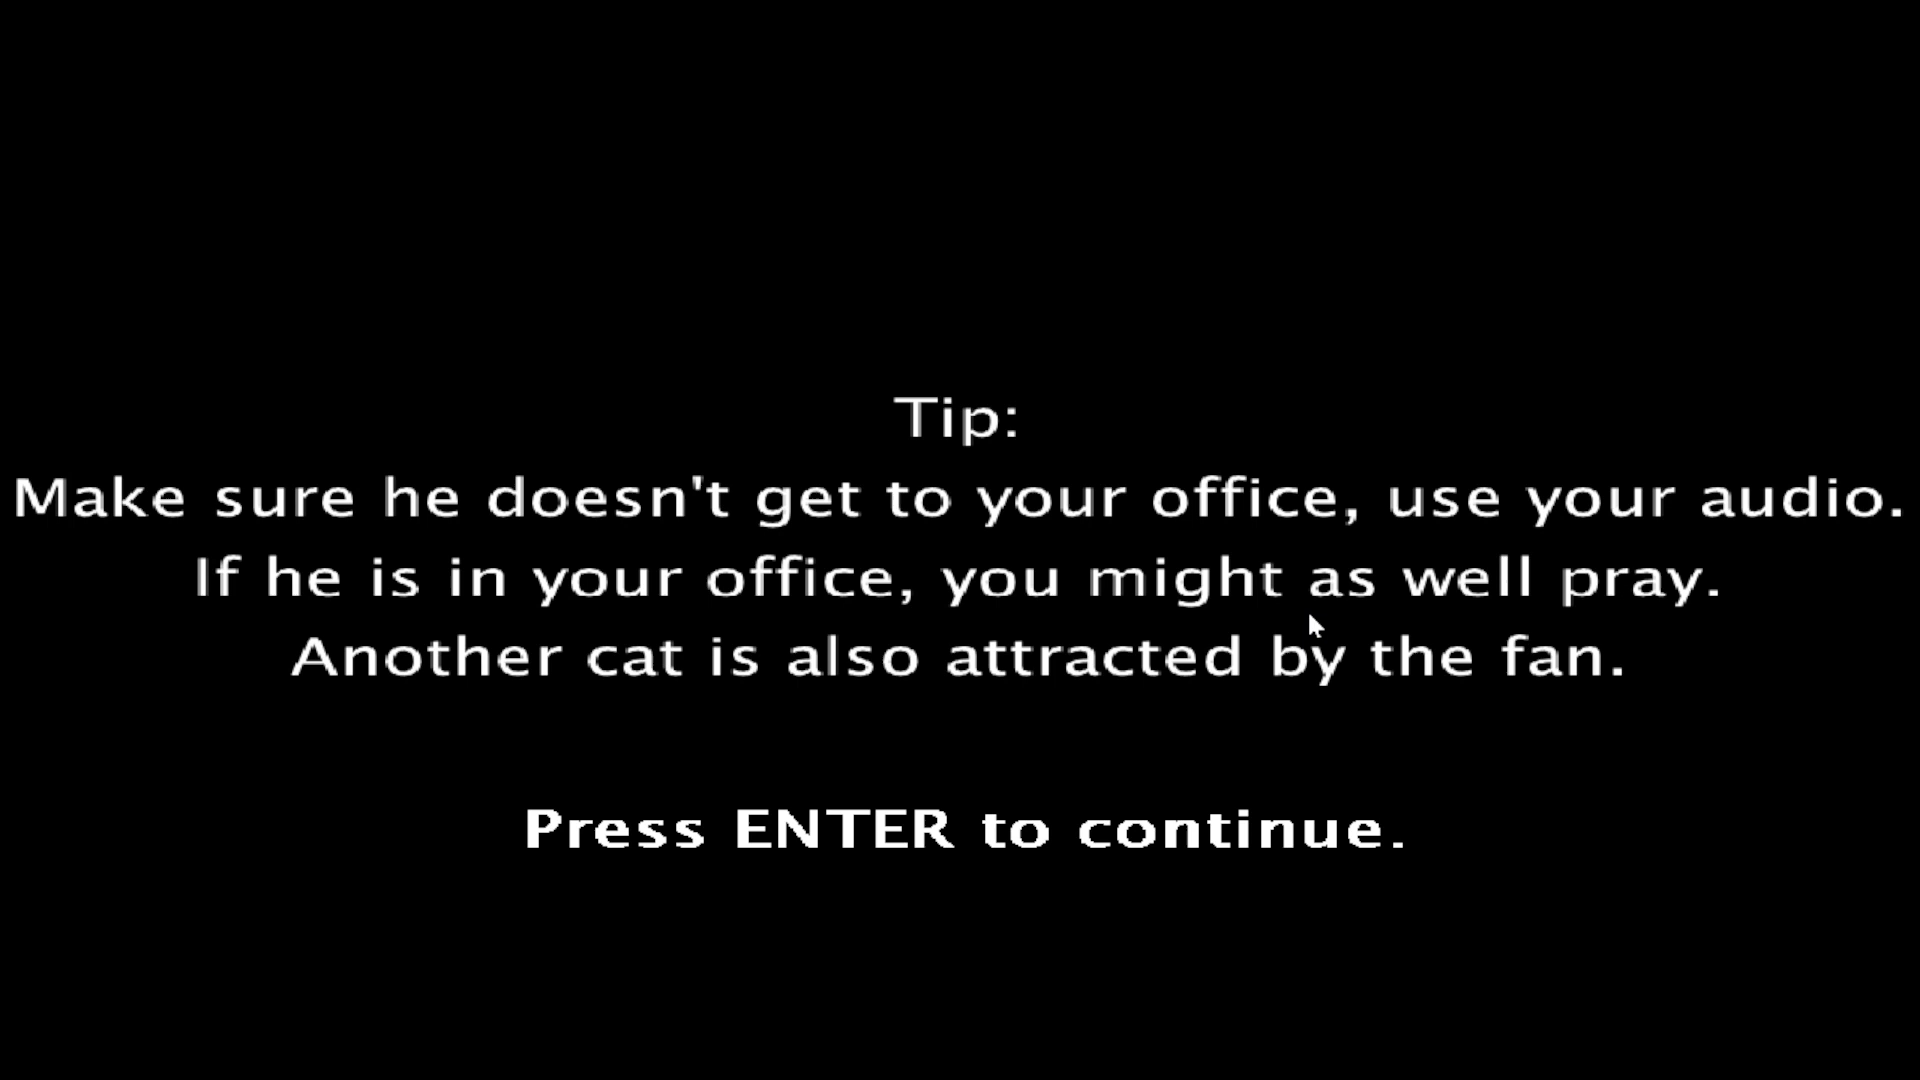 Tip:
Make sure he doesn't get to your office, use your audio.
If he is in your office, you might as well pray.
Another cat is also attracted by the fan.
Press ENTER to continue.